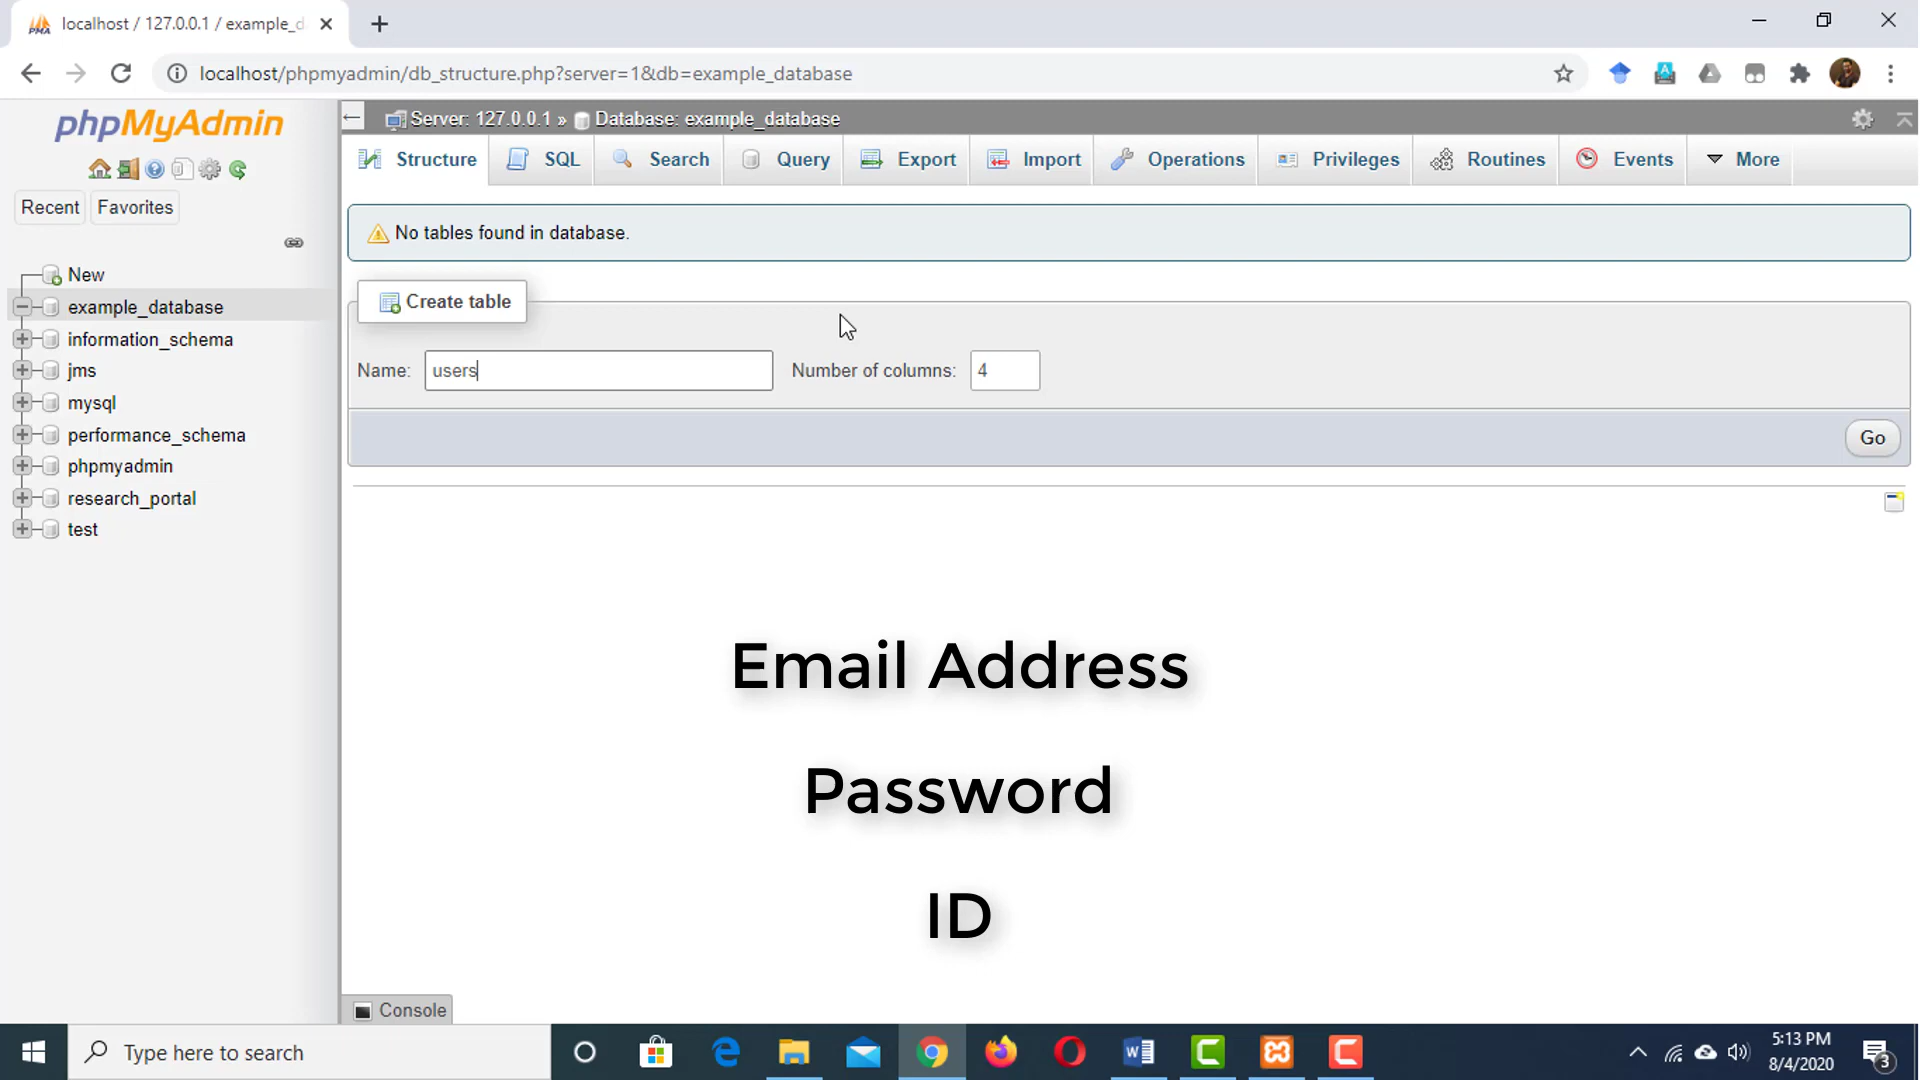 localhost / 127.0.0.1 / example_d
localhost/phpmyadmin/db_structure.php?server=1&db=example_database
phpMyAdmin
Recent Favorites
New
example_database
information_schema
jms
mysql
performance_schema
phpmyadmin
research_portal
test
Server: 127.0.0.1 » Database: example_database
Structure SQL Search Query Export Import Operations Privileges Routines Events More
No tables found in database.
Create table
Name: users Number of columns: 4
Go
Email Address
Password
ID
Console
Type here to search
5:13 PM
8/4/2020
3